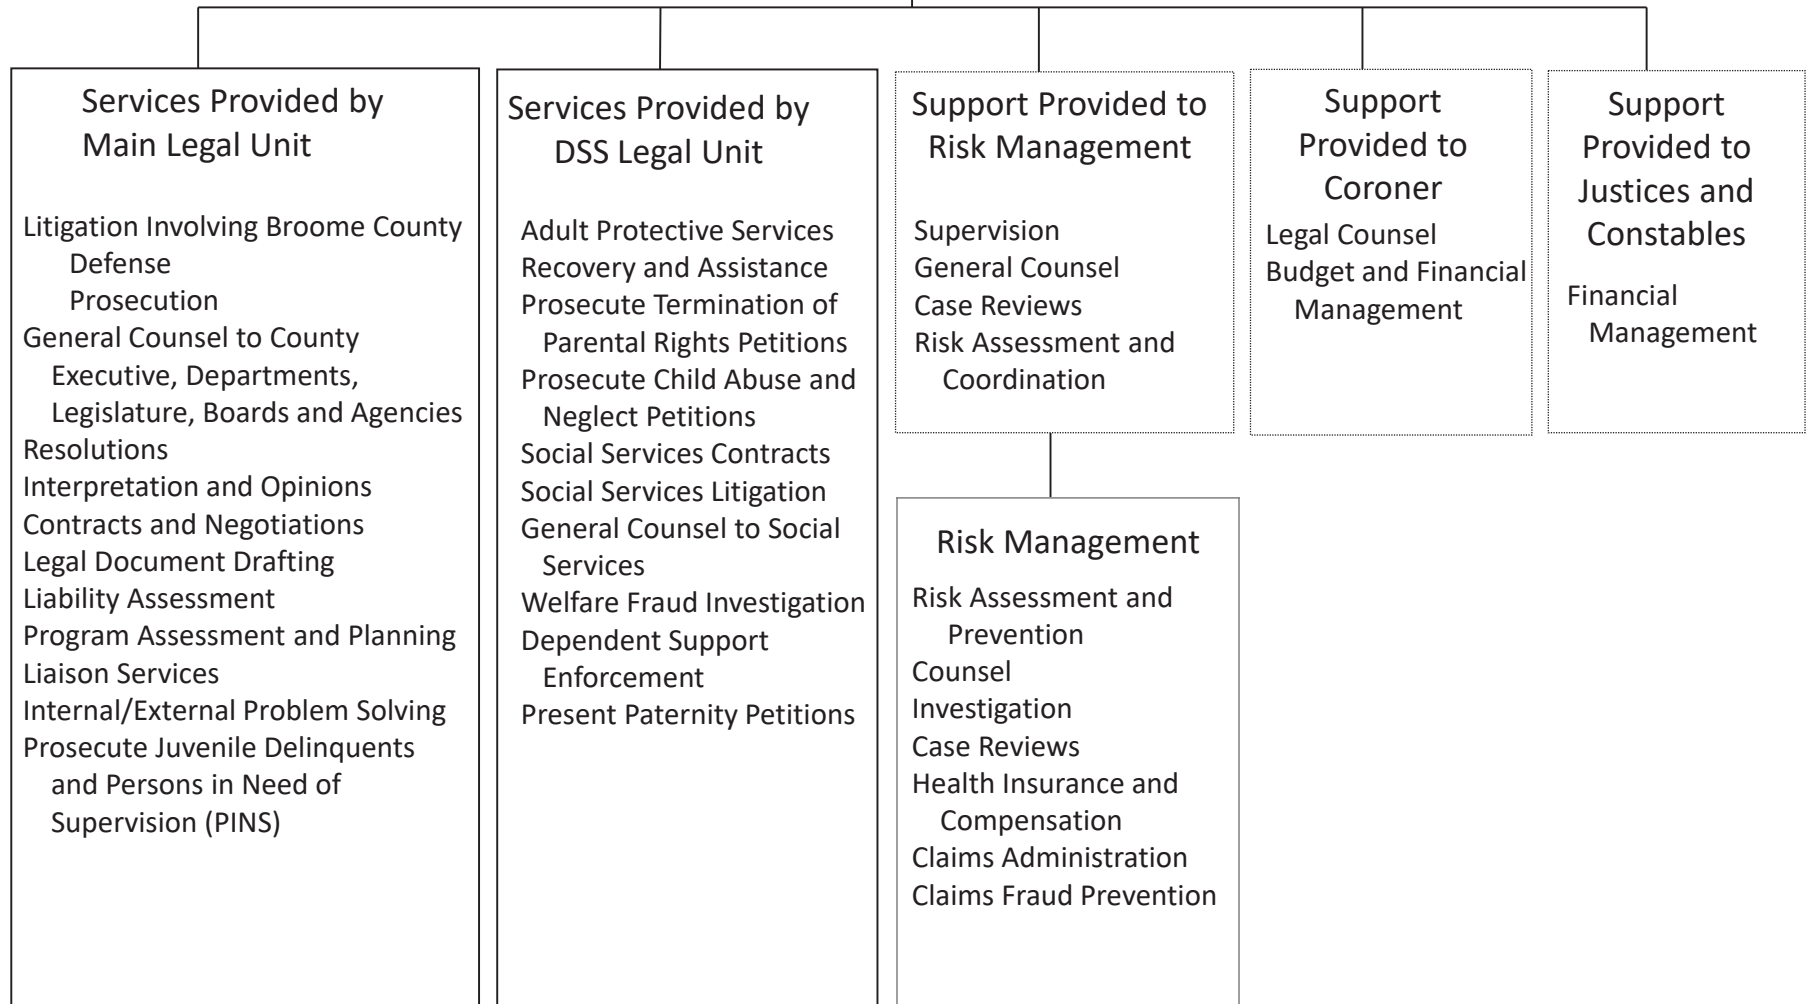 Services Provided by
Main Legal Unit
Litigation Involving Broome County
Defense
Prosecution
General Counsel to County
Executive, Departments,
Legislature, Boards and Agencies
Resolutions
Interpretation and Opinions
Contracts and Negotiations
Legal Document Drafting
Liability Assessment
Program Assessment and Planning
Liaison Services
Internal/External Problem Solving
Prosecute Juvenile Delinquents
and Persons in Need of
Supervision (PINS)
Services Provided by
DSS Legal Unit
Adult Protective Services
Recovery and Assistance
Prosecute Termination of
Parental Rights Petitions
Prosecute Child Abuse and
Neglect Petitions
Social Services Contracts
Social Services Litigation
General Counsel to Social
Services
Welfare Fraud Investigation
Dependent Support
Enforcement
Present Paternity Petitions
Support Provided to
Risk Management
Supervision
General Counsel
Case Reviews
Risk Assessment and
Coordination
Risk Management
Risk Assessment and
Prevention
Counsel
Investigation
Case Reviews
Health Insurance and
Compensation
Claims Administration
Claims Fraud Prevention
Support
Provided to
Coroner
Legal Counsel
Budget and Financial
Management
Support
Provided to
Justices and
Constables
Financial
Management